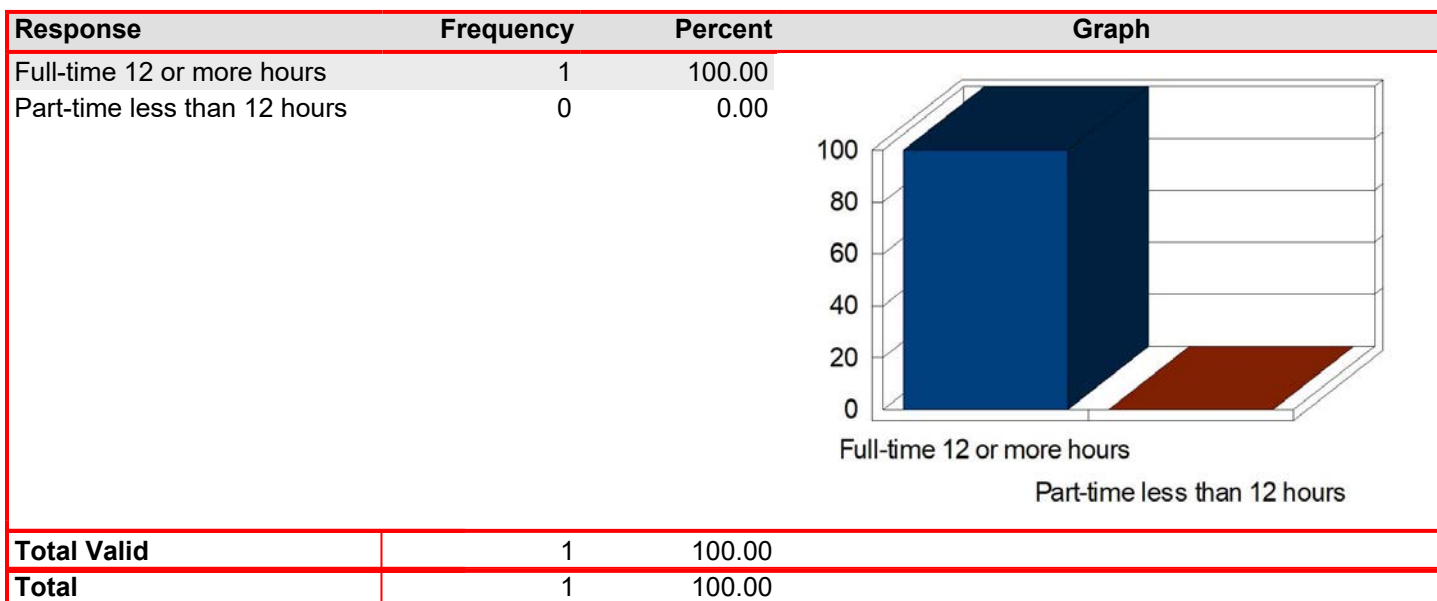 Response Frequency Percent Graph
Full-time 12 or more hours 1 100.00
Part-time less than 12 hours 0 0.00
100
80
60
40
20
0
Full-time 12 or more hours
Part-time less than 12 hours
Total Valid 1 100.00
Total 1 100.00